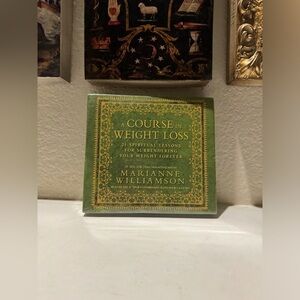 A COURSE IN
WEIGHT LOSS
21 SPIRITUAL LESSONS
FOR SURRENDERING
YOUR WEIGHT FOREVER
MARIANNE
WILLIAMSON